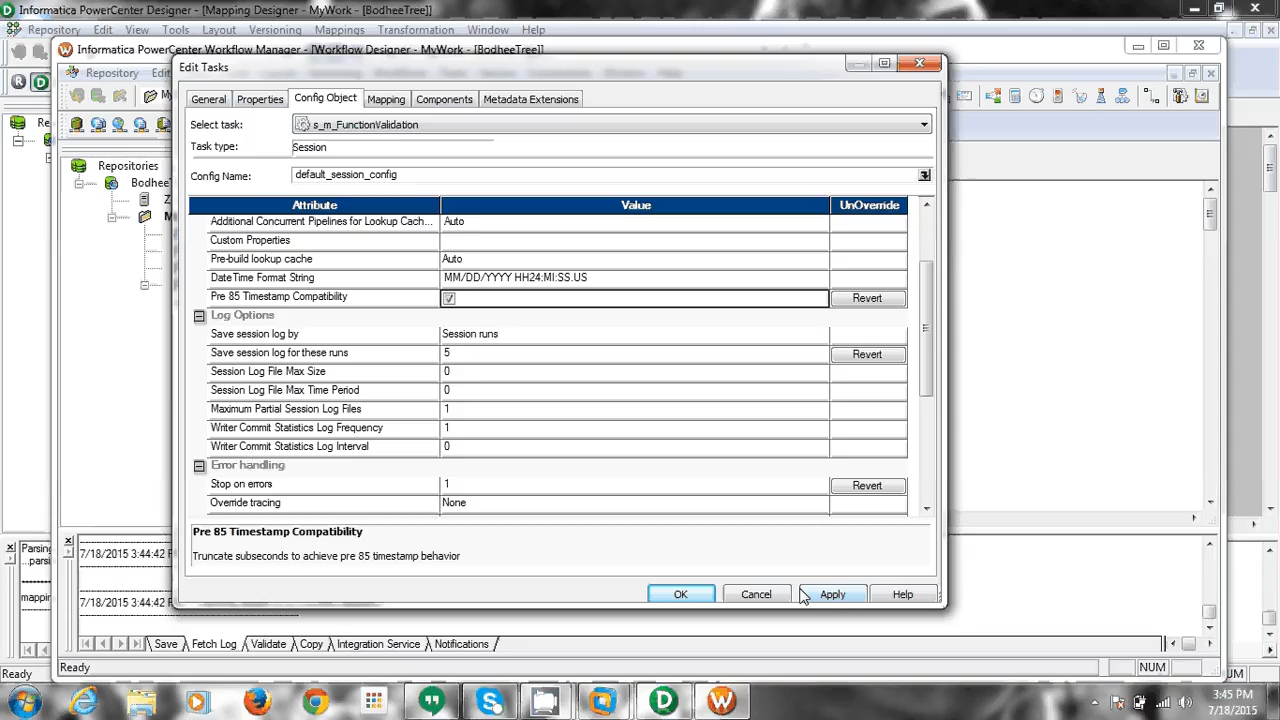 Informatica PowerCenter Designer - [Mapping Designer - MyWork - [BodheeTree]]
Repository Edit View Tools Layout Versioning Mappings Transformation Window Help
Informatica PowerCenter Workflow Manager - [Workflow Designer - MyWork - [BodheeTree]]
Edit Tasks
Repository
General Properties Config Object Mapping Components Metadata Extensions
Select task: s_m_FunctionValidation
Task type: Session
Repositories
Config Name: default_session_config
Attribute Value UnOverride
Additional Concurrent Pipelines for Lookup Cach... Auto
Custom Properties
Pre-build lookup cache Auto
DateTime Format String MM/DD/YYYY HH24:MI:SS.US
Pre 85 Timestamp Compatibility Revert
Log Options
Save session log by Session runs
Save session log for these runs 5 Revert
Session Log File Max Size 0
Session Log File Max Time Period 0
Maximum Partial Session Log Files 1
Writer Commit Statistics Log Frequency 1
Writer Commit Statistics Log Interval 0
Error handling
Stop on errors 1 Revert
Override tracing None
Pre 85 Timestamp Compatibility
Truncate subseconds to achieve pre 85 timestamp behavior
Parsing
...parsi
7/18/2015 3:44:42 P
OK Cancel Apply Help
mappin
7/18/2015 3:44:42 P
Save Fetch Log Validate Copy Integration Service Notifications
Ready NUM
Ready
3:45 PM
7/18/2015